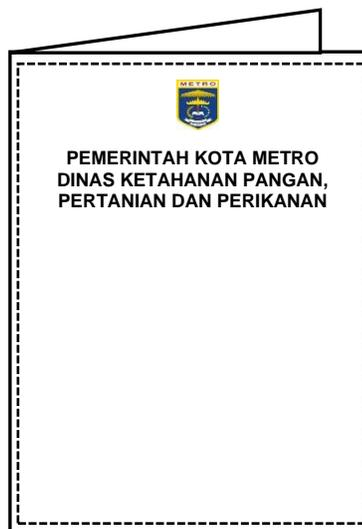 METRO
PEMERINTAH KOTA METRO
DINAS KETAHANAN PANGAN,
PERTANIAN DAN PERIKANAN